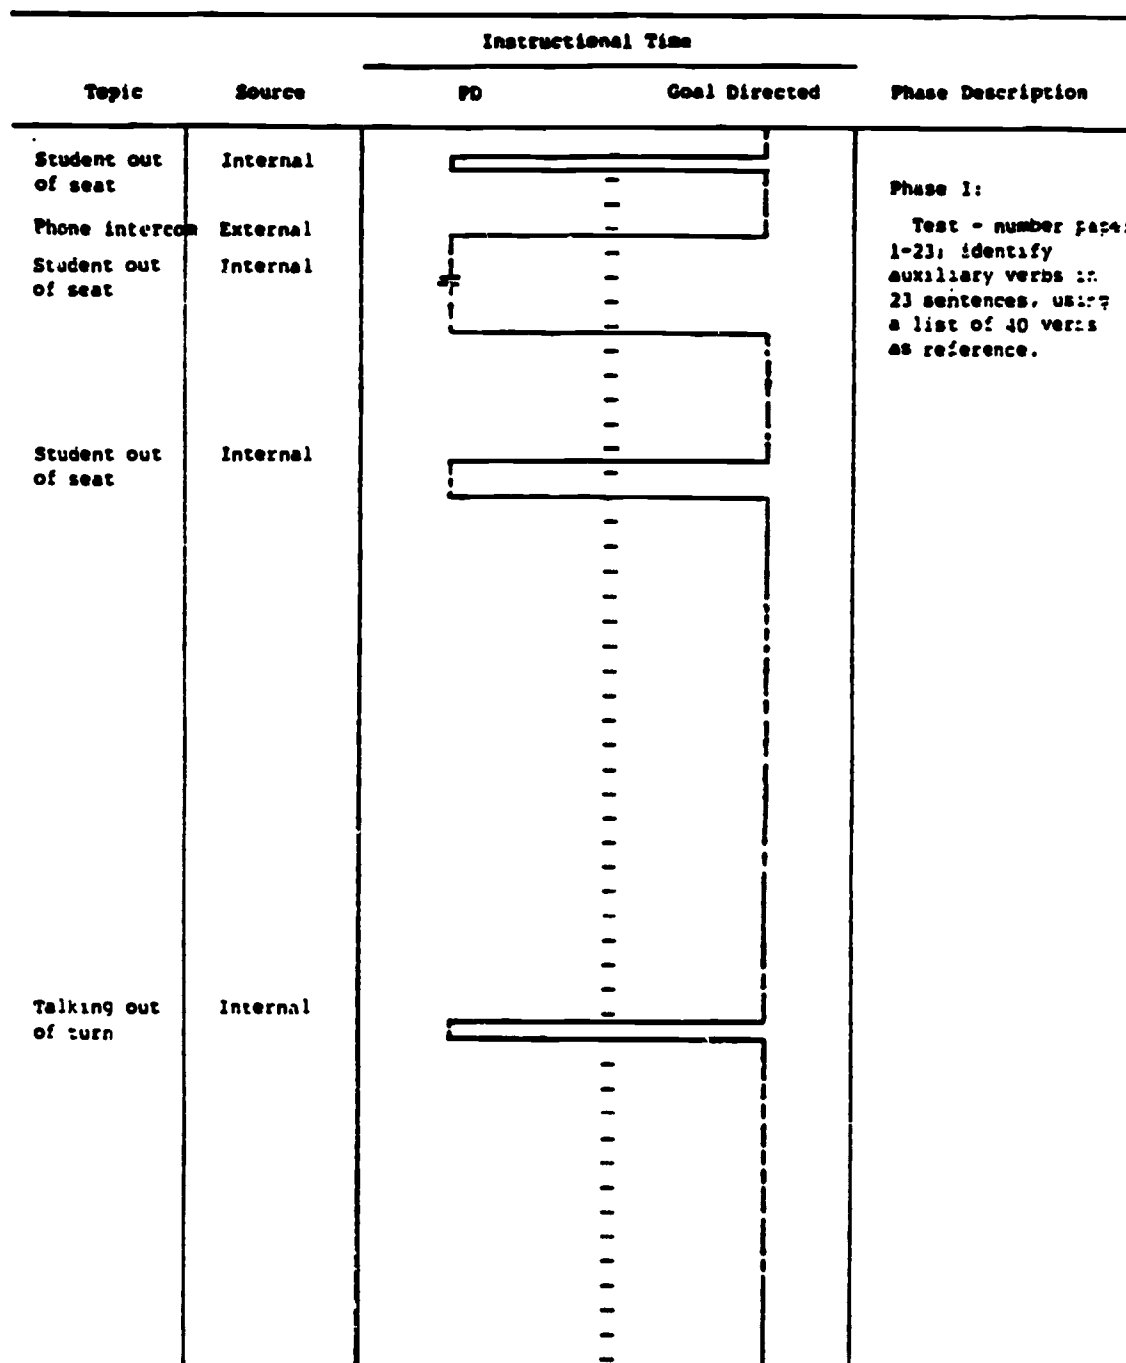 Instructional Time
Topic Source PD Goal Directed Phase Description
Student out Internal
of seat
Phase I:
Phone intercom External
Test - number
1-23; identify
Student out Internal
of seat
auxiliary verbs in
23 sentences, using
a list of 40
as reference.
Student out Internal
of seat
Talking out Internal
of turn